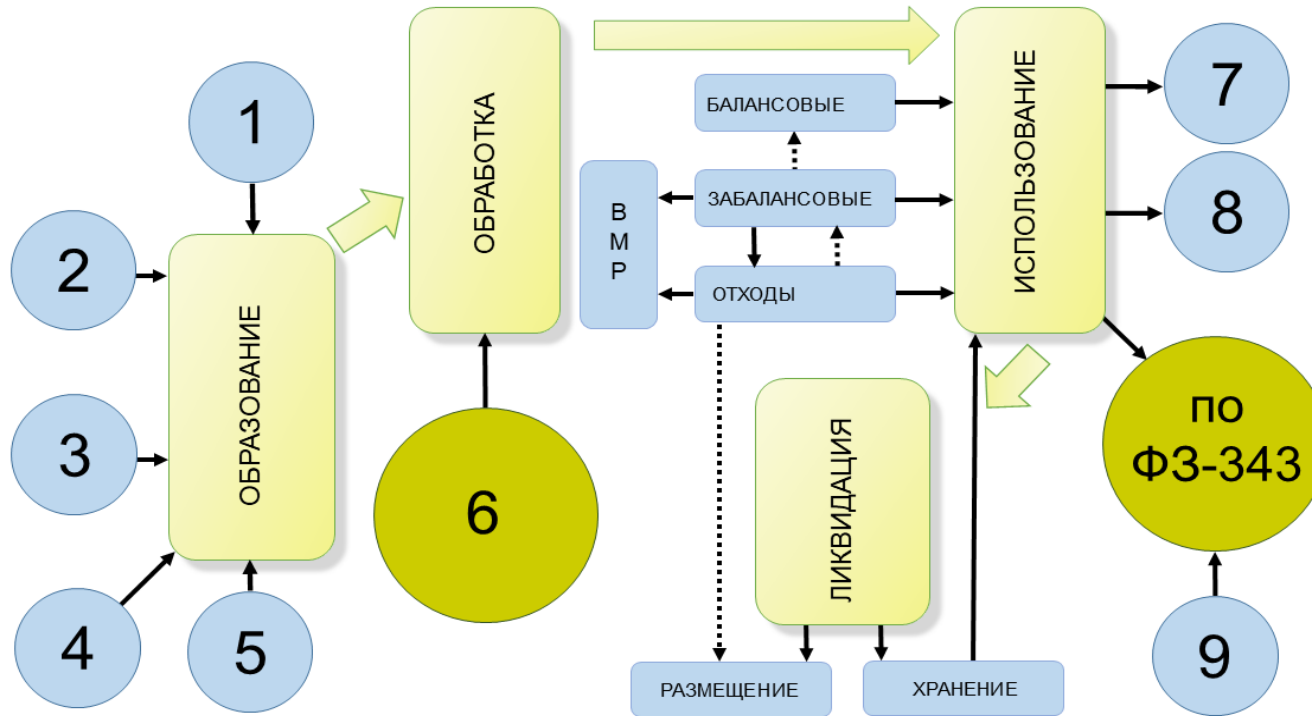 1
2
3
4
5
ОБРАЗОВАНИЕ
ОБРАБОТКА
6
БАЛАНСОВЫЕ
ЗАБАЛАНСОВЫЕ
ОТХОДЫ
В
М
Р
ИСПОЛЬЗОВАНИЕ
7
8
по
ФЗ-343
9
ЛИКВИДАЦИЯ
РАЗМЕЩЕНИЕ
ХРАНЕНИЕ